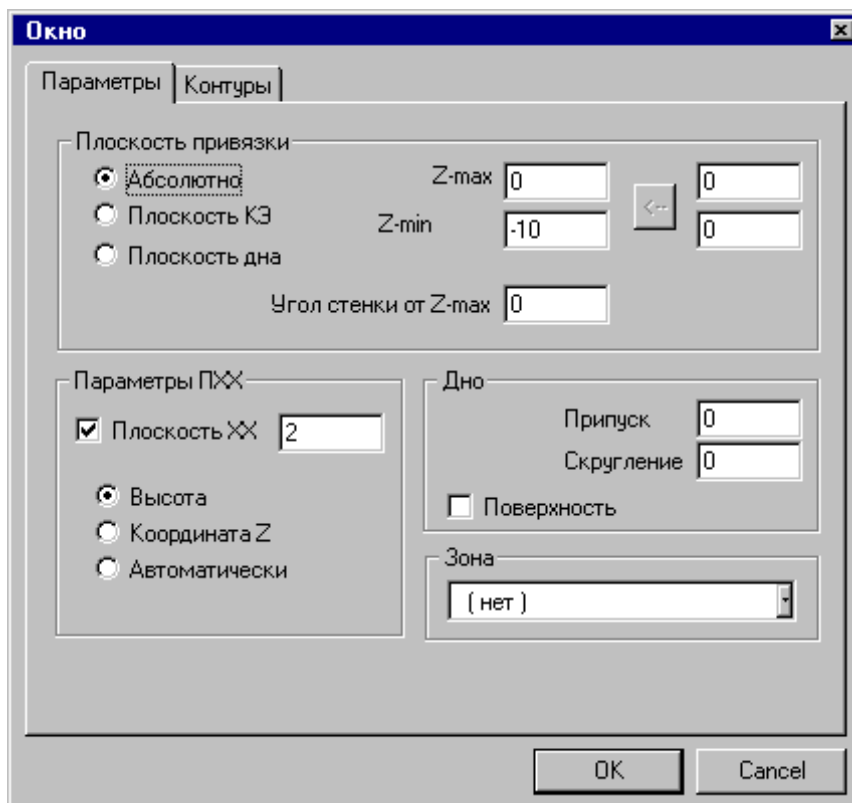 Окно
Параметры Контуры
Плоскость привязки
Абсолютно Z-max 0 <-- 0
Плоскость КЭ Z-min -10 0
Плоскость дна
Угол стенки от Z-max 0
Параметры ПХХ
Плоскость ХХ 2
Высота
Координата Z
Автоматически
Дно
Припуск 0
Скругление 0
Поверхность
Зона
( нет )
OK Cancel